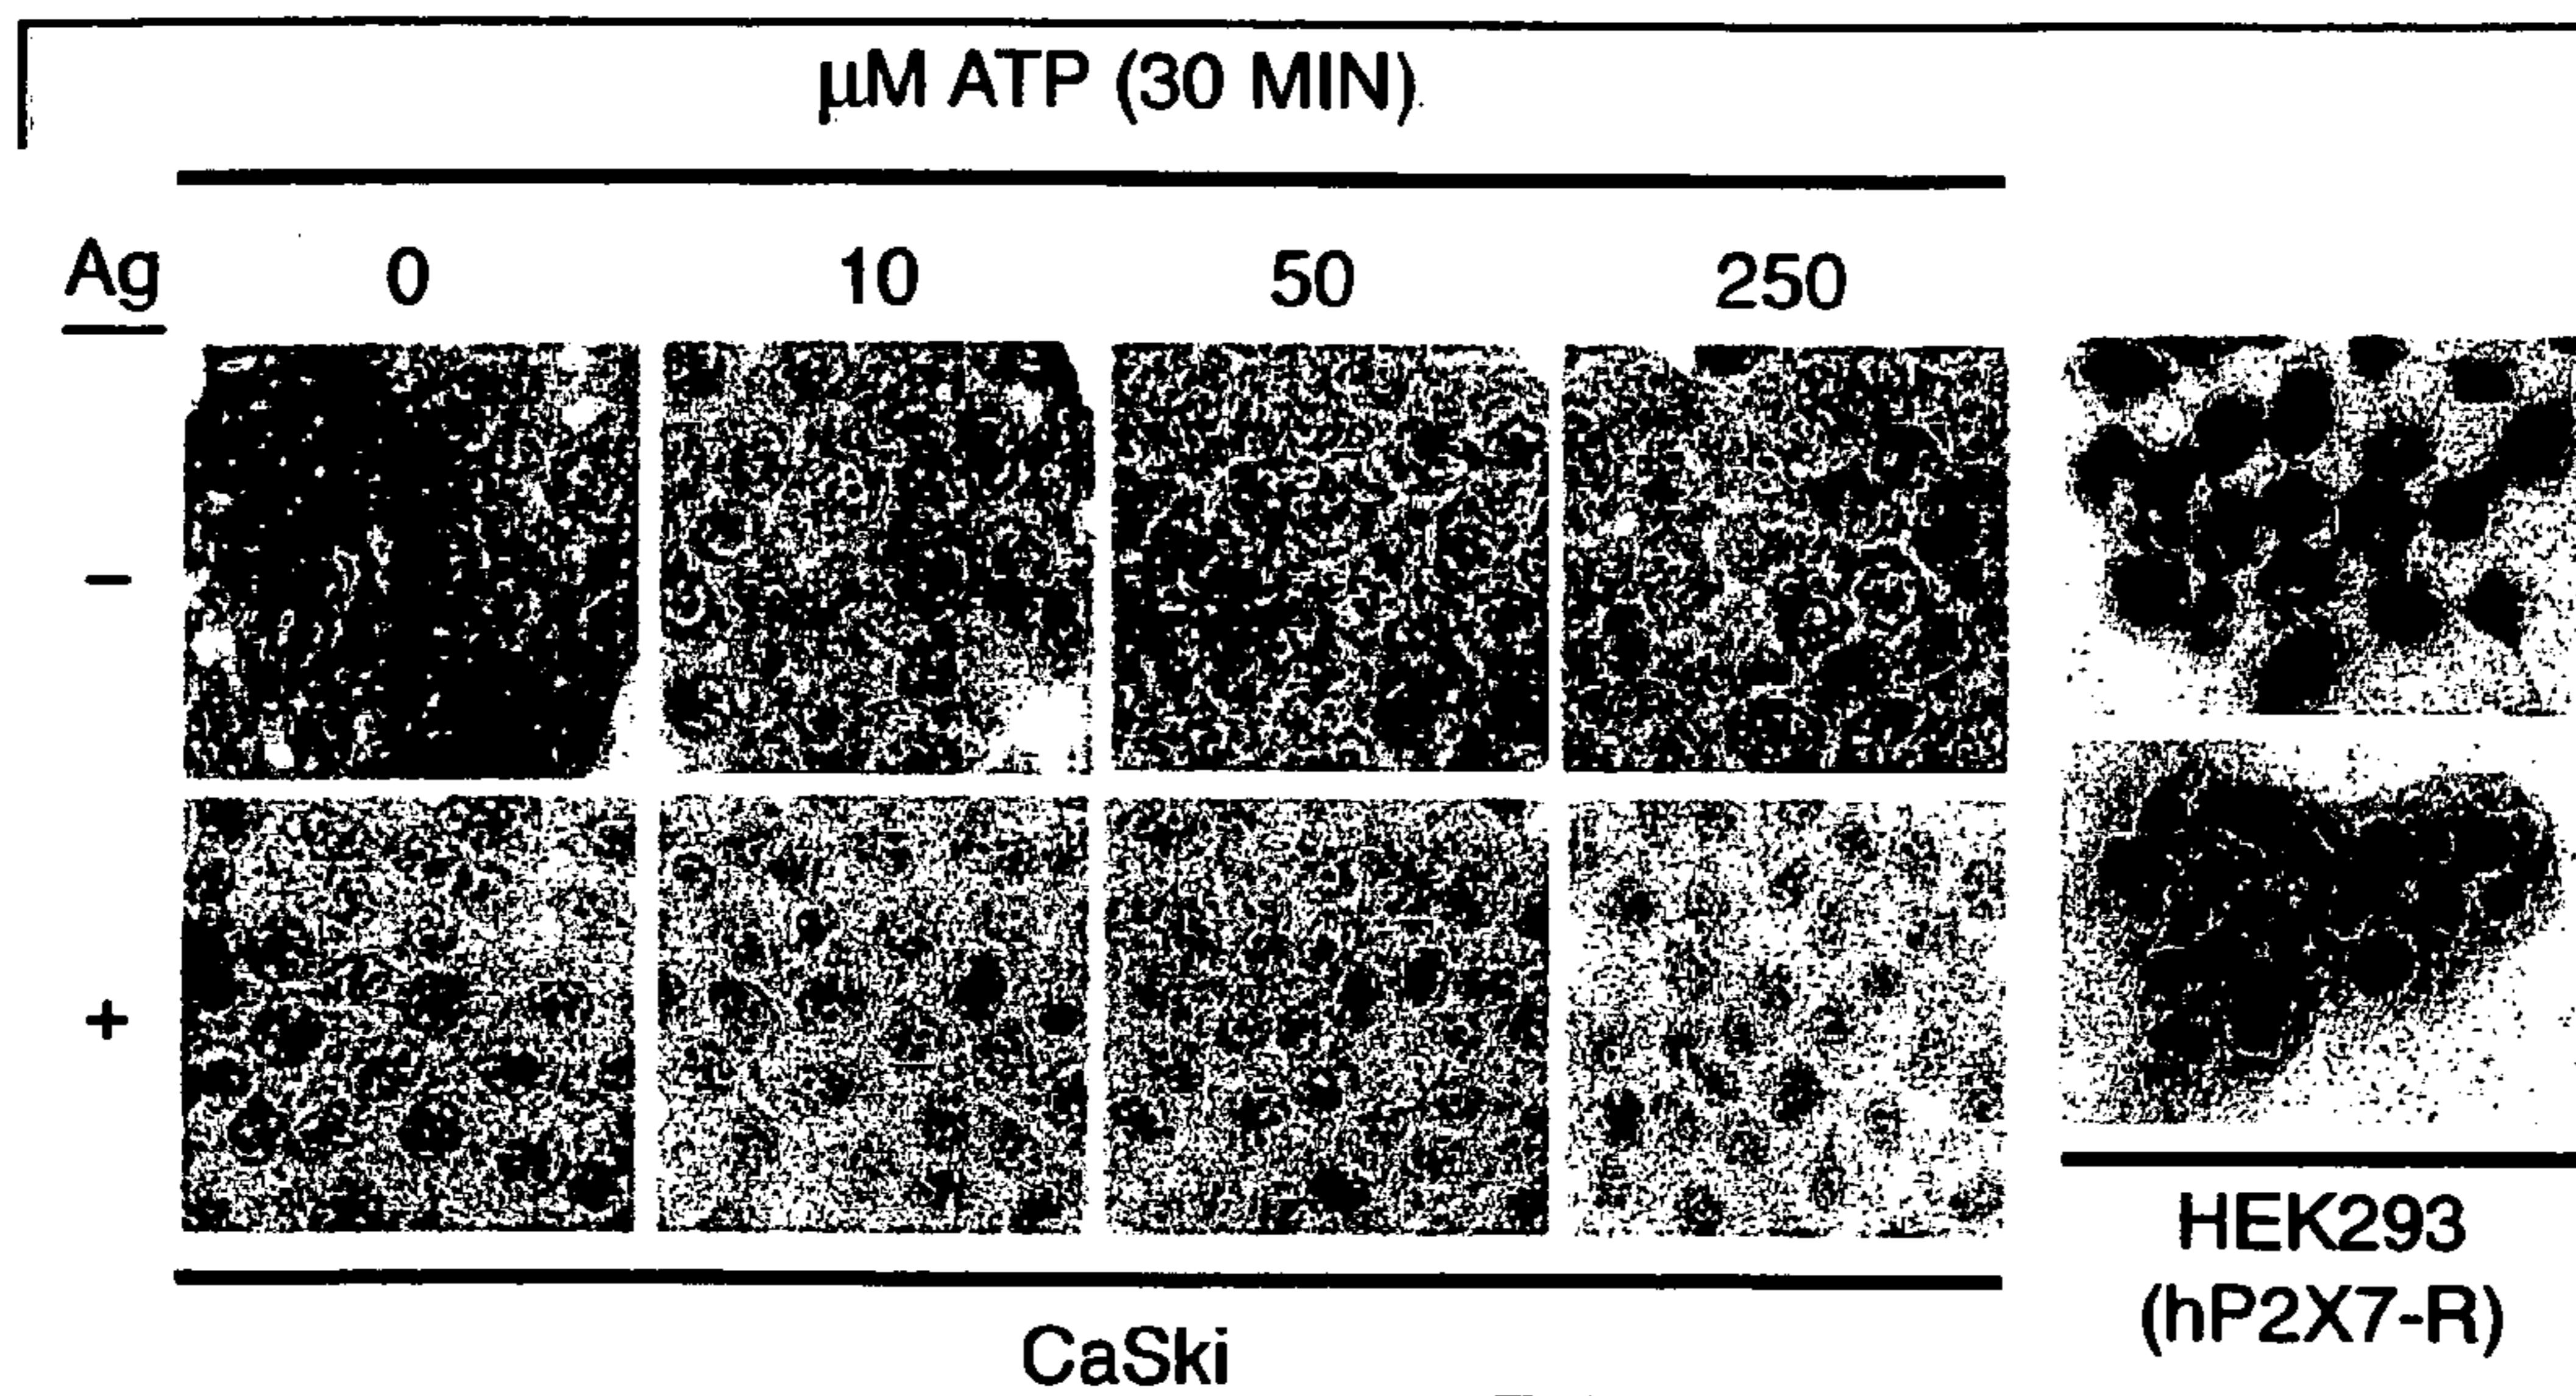 µM ATP (30 MIN)
Ag 0 10 50 250
−
+
CaSki
HEK293
(hP2X7-R)